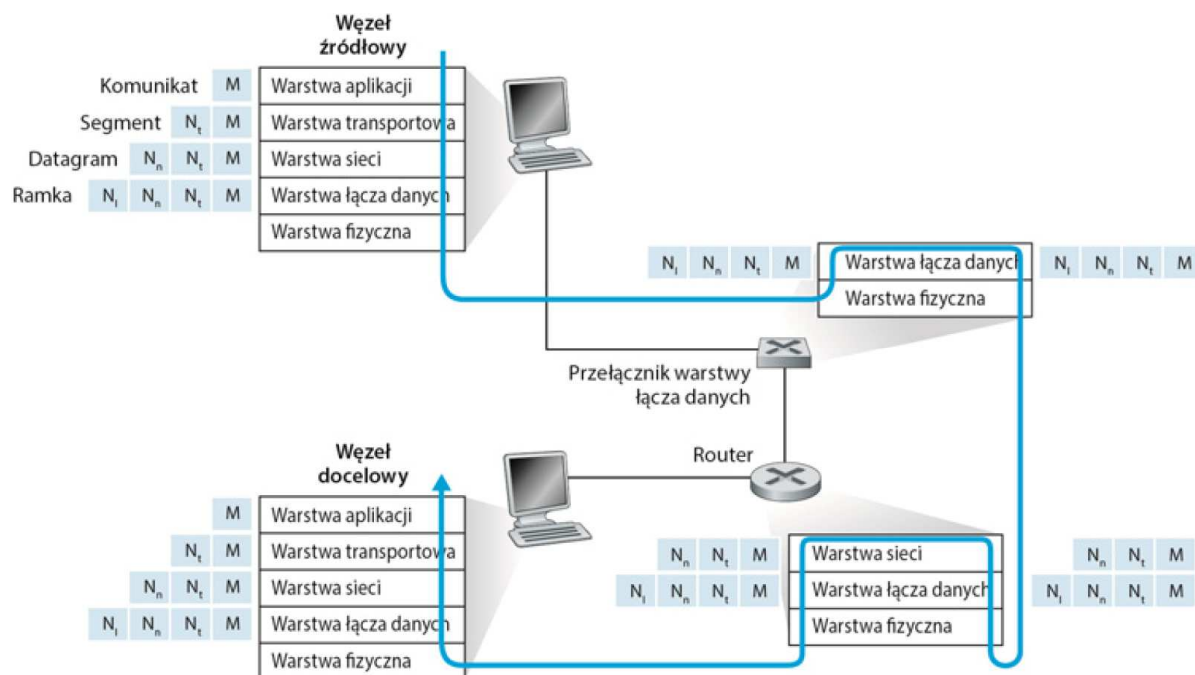 Węzeł
źródłowy
Komunikat M Warstwa aplikacji
Segment Nt M Warstwa transportowa
Datagram Nn Nt M Warstwa sieci
Ramka Nl Nn Nt M Warstwa łącza danych
Warstwa fizyczna
Nl Nn Nt M Warstwa łącza danych Nl Nn Nt M
Warstwa fizyczna
Przełącznik warstwy
łącza danych
Router
Węzeł
docelowy
M Warstwa aplikacji
Nt M Warstwa transportowa
Nn Nt M Warstwa sieci
Nl Nn Nt M Warstwa łącza danych
Warstwa fizyczna
Nn Nt M Warstwa sieci Nn Nt M
Nl Nn Nt M Warstwa łącza danych Nl Nn Nt M
Warstwa fizyczna